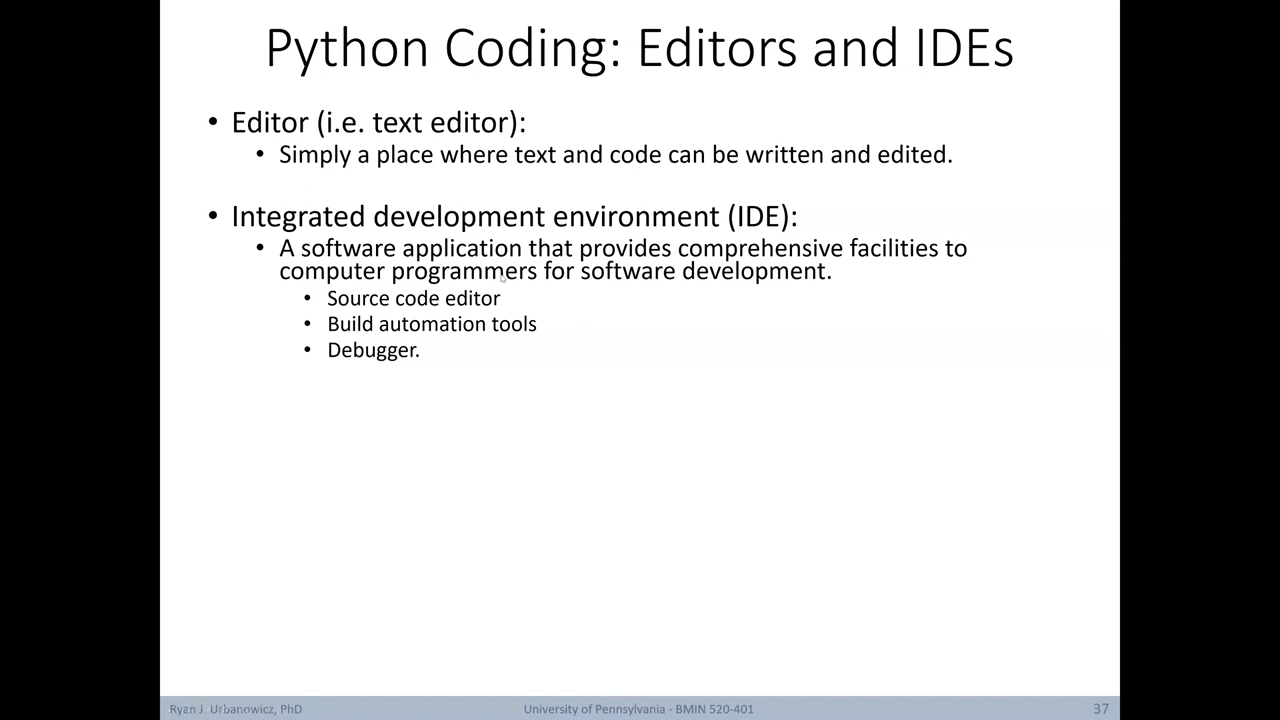 Python Coding: Editors and IDEs
• Editor (i.e. text editor):
• Simply a place where text and code can be written and edited.
• Integrated development environment (IDE):
• A software application that provides comprehensive facilities to
computer programmers for software development.
• Source code editor
• Build automation tools
• Debugger.
Ryan J. Urbanowicz, PhD
University of Pennsylvania - BMIN 520-401
37